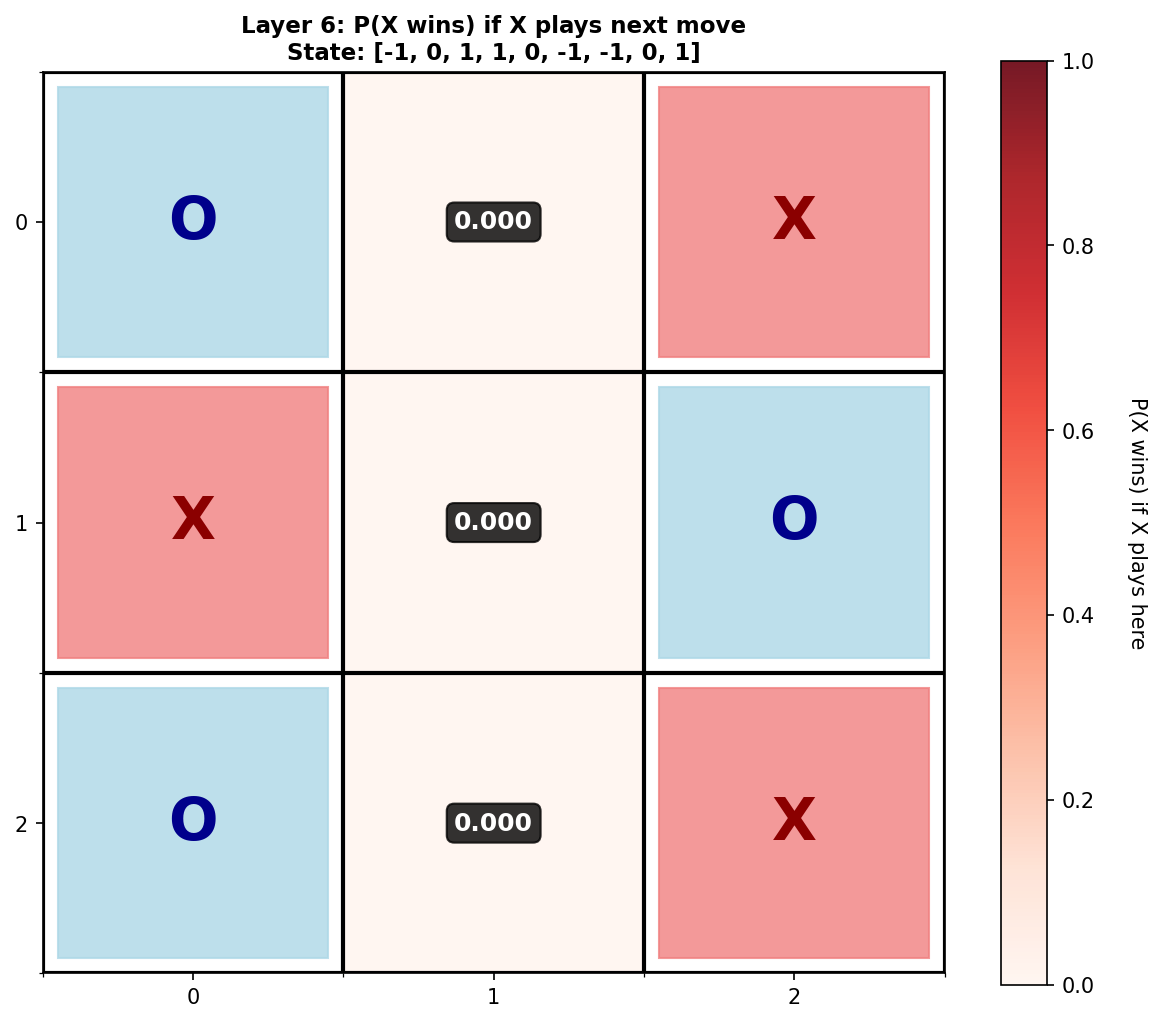 Layer 6: P(X wins) if X plays next move
State: [-1, 0, 1, 1, 0, -1, -1, 0, 1]
O
0.000
X
X
0.000
O
O
0.000
X
0
1
2
0
1
2
1.0
0.8
0.6
0.4
0.2
0.0
P(X wins) if X plays here